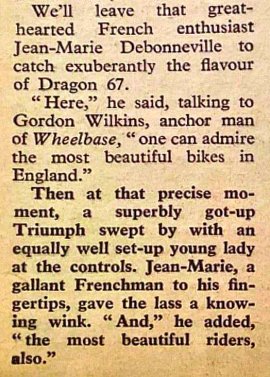 We'll leave that great-
hearted French enthusiast
Jean-Marie Debonneville to
catch exuberantly the flavour
of Dragon 67.
"Here," he said, talking to
Gordon Wilkins, anchor man
of Wheelbase, "one can admire
the most beautiful bikes in
England."
Then at that precise mo-
ment, a superbly got-up
Triumph swept by with an
equally well set-up young lady
at the controls. Jean-Marie, a
gallant Frenchman to his fin-
gertips, gave the lass a know-
ing wink. "And," he added,
"the most beautiful riders,
also."